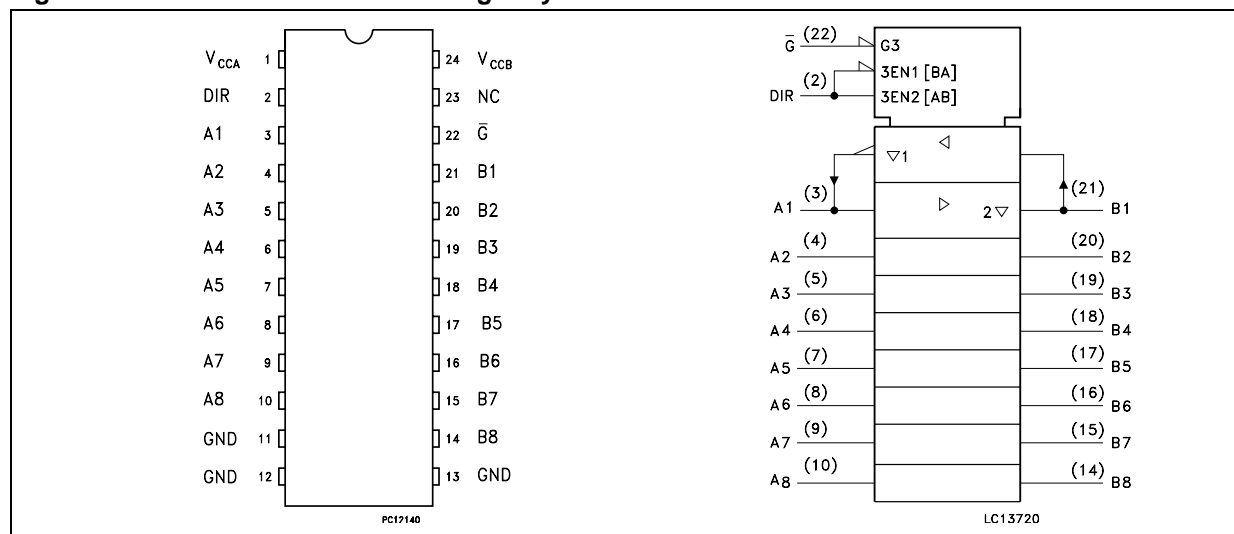 V_CCA 1 24 V_CCB
DIR 2 23 NC
A1 3 22 G̅
A2 4 21 B1
A3 5 20 B2
A4 6 19 B3
A5 7 18 B4
A6 8 17 B5
A7 9 16 B6
A8 10 15 B7
GND 11 14 B8
GND 12 13 GND
PC12140
G̅ (22) G3
3EN1 [BA]
DIR (2) 3EN2 [AB]
▽1 ◁
A1 (3) ▷ 2▽ (21) B1
A2 (4) (20) B2
A3 (5) (19) B3
A4 (6) (18) B4
A5 (7) (17) B5
A6 (8) (16) B6
A7 (9) (15) B7
A8 (10) (14) B8
LC13720